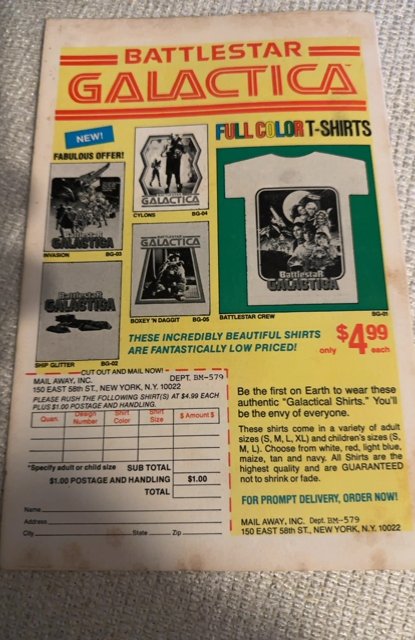 BATTLESTAR
GALACTICA
NEW!
FABULOUS OFFER!
FULL COLOR T-SHIRTS
GALACTICA
INVASION BG-03
BATTLESTAR
GALACTICA
CYLONS BG-04
Battlestar
GALACTICA
SHIP GLITTER BG-02
BATTLESTAR
GALACTICA
BOXEY 'N DAGGIT BG-05
Battlestar
GALACTICA
BATTLESTAR CREW BG-01
THESE INCREDIBLY BEAUTIFUL SHIRTS
ARE FANTASTICALLY LOW PRICED!
only $4.99 each
CUT OUT AND MAIL NOW!
MAIL AWAY, INC. DEPT. BM-579
150 EAST 58th ST., NEW YORK, N.Y. 10022
PLEASE RUSH THE FOLLOWING SHIRT(S) AT $4.99 EACH
PLUS $1.00 POSTAGE AND HANDLING.
Quan. Design Number Shirt Color Shirt Size $ Amount $
*Specify adult or child size SUB TOTAL
$1.00 POSTAGE AND HANDLING $1.00
TOTAL
Name
Address
City State Zip
Be the first on Earth to wear these
authentic "Galactical Shirts." You'll
be the envy of everyone.
These shirts come in a variety of adult
sizes (S, M, L, XL) and children's sizes (S,
M, L). Choose from white, red, light blue,
maize, tan and navy. All Shirts are the
highest quality and are GUARANTEED
not to shrink or fade.
FOR PROMPT DELIVERY, ORDER NOW!
MAIL AWAY, INC. Dept. BM-579
150 EAST 58th ST., NEW YORK, N.Y. 10022